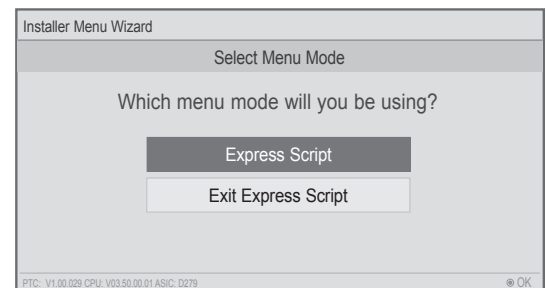 Installer Menu Wizard
Select Menu Mode
Which menu mode will you be using?
Express Script
Exit Express Script
PTC: V1.00.029 CPU: V03.50.00.01 ASIC: D279 ◉ OK